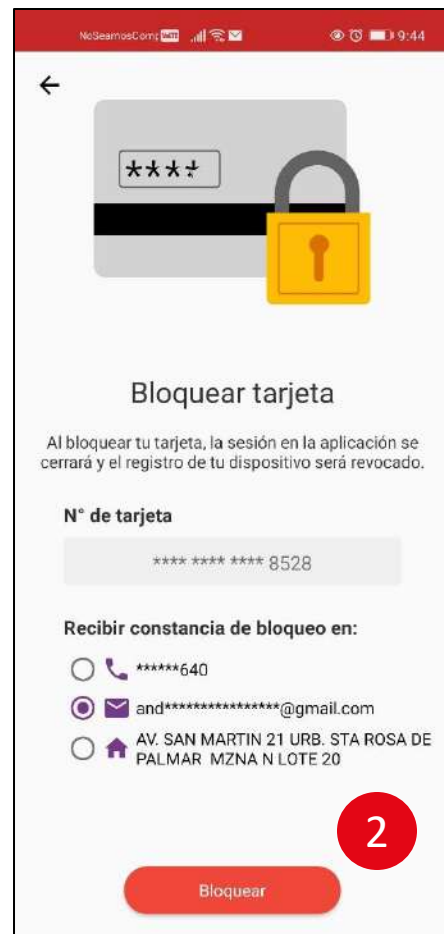 NoSeamosCom 9:44
****
Bloquear tarjeta
Al bloquear tu tarjeta, la sesión en la aplicación se
cerrará y el registro de tu dispositivo será revocado.
N° de tarjeta
**** **** **** 8528
Recibir constancia de bloqueo en:
******640
and*****************@gmail.com
AV. SAN MARTIN 21 URB. STA ROSA DE
PALMAR MZNA N LOTE 20
2
Bloquear